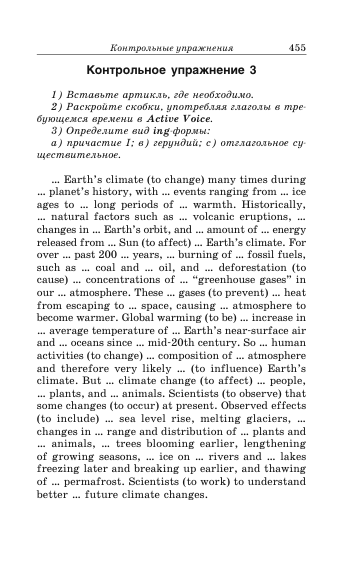 Контрольные упражнения 455
Контрольное упражнение 3
1) Вставьте артикль, где необходимо.
2) Раскройте скобки, употребляя глаголы в тре-
бующемся времени в Active Voice.
3) Определите вид ing-формы:
а) причастие I; в) герундий; с) отглагольное су-
ществительное.
... Earth's climate (to change) many times during
... planet's history, with ... events ranging from ... ice
ages to ... long periods of ... warmth. Historically,
... natural factors such as ... volcanic eruptions, ...
changes in ... Earth's orbit, and ... amount of ... energy
released from ... Sun (to affect) ... Earth's climate. For
over ... past 200 ... years, ... burning of ... fossil fuels,
such as ... coal and ... oil, and ... deforestation (to
cause) ... concentrations of ... “greenhouse gases” in
our ... atmosphere. These ... gases (to prevent) ... heat
from escaping to ... space, causing ... atmosphere to
become warmer. Global warming (to be) ... increase in
... average temperature of ... Earth's near-surface air
and ... oceans since ... mid-20th century. So ... human
activities (to change) ... composition of ... atmosphere
and therefore very likely ... (to influence) Earth's
climate. But ... climate change (to affect) ... people,
... plants, and ... animals. Scientists (to observe) that
some changes (to occur) at present. Observed effects
(to include) ... sea level rise, melting glaciers, ...
changes in ... range and distribution of ... plants and
... animals, ... trees blooming earlier, lengthening
of growing seasons, ... ice on ... rivers and ... lakes
freezing later and breaking up earlier, and thawing
of ... permafrost. Scientists (to work) to understand
better ... future climate changes.